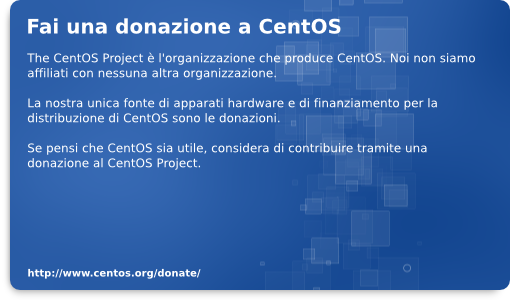 Fai una donazione a CentOS
The CentOS Project è l'organizzazione che produce CentOS. Noi non siamo
affiliati con nessuna altra organizzazione.
La nostra unica fonte di apparati hardware e di finanziamento per la
distribuzione di CentOS sono le donazioni.
Se pensi che CentOS sia utile, considera di contribuire tramite una
donazione al CentOS Project.
http://www.centos.org/donate/